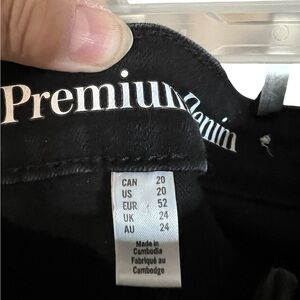 Premium Denim
CAN 20
US 20
EUR 52
UK 24
AU 24
Made in
Cambodia
Fabriqué au
Cambodge